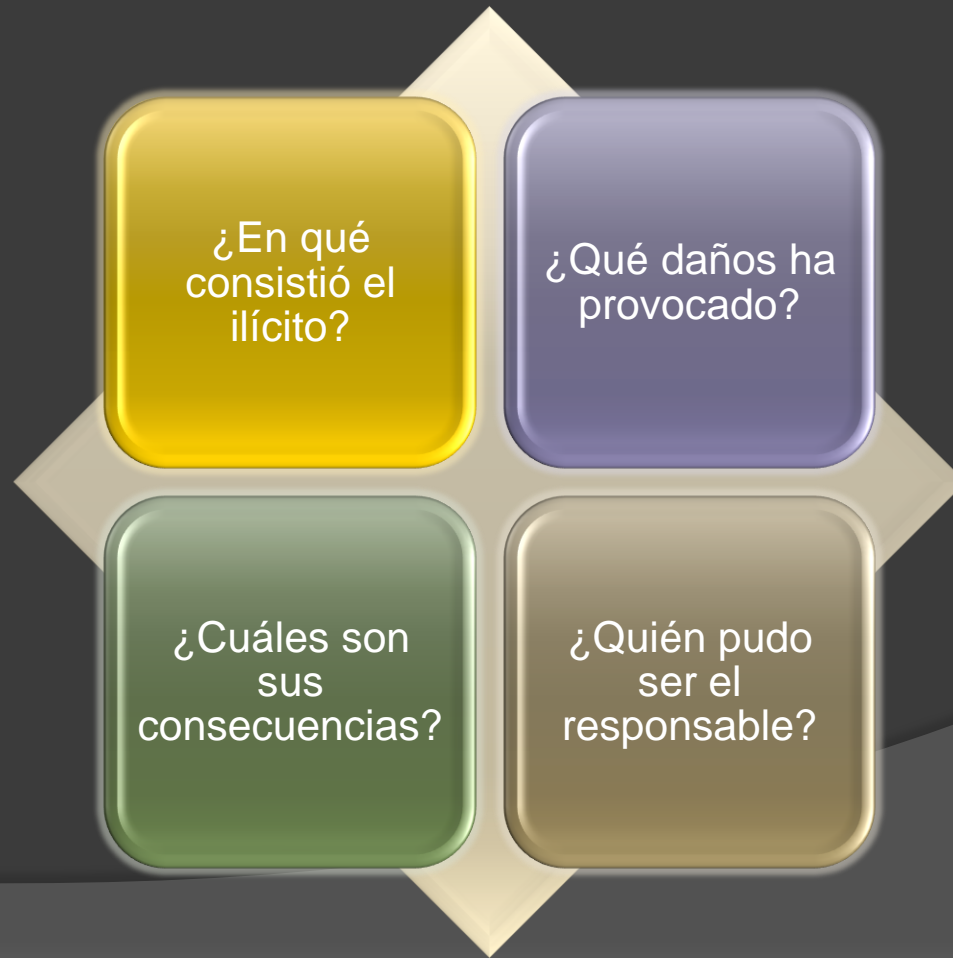 ¿En qué
consistió el
ilícito?
¿Qué daños ha
provocado?
¿Cuáles son
sus
consecuencias?
¿Quién pudo
ser el
responsable?